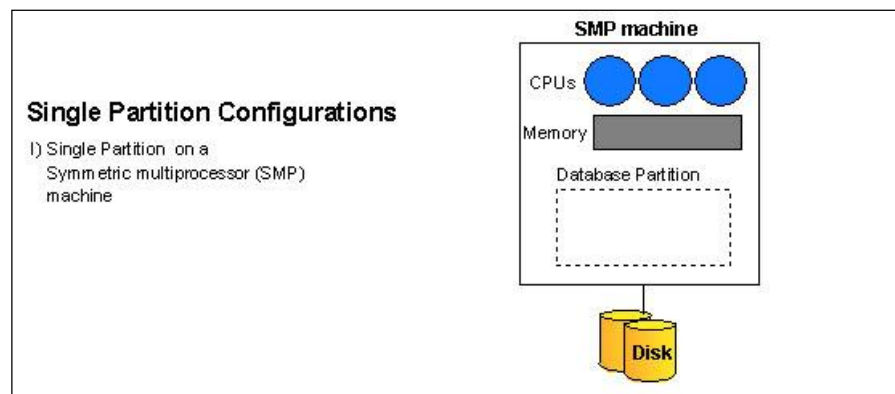 SMP machine
CPUs
Memory
Database Partition
Disk
Single Partition Configurations
I) Single Partition on a
Symmetric multiprocessor (SMP)
machine